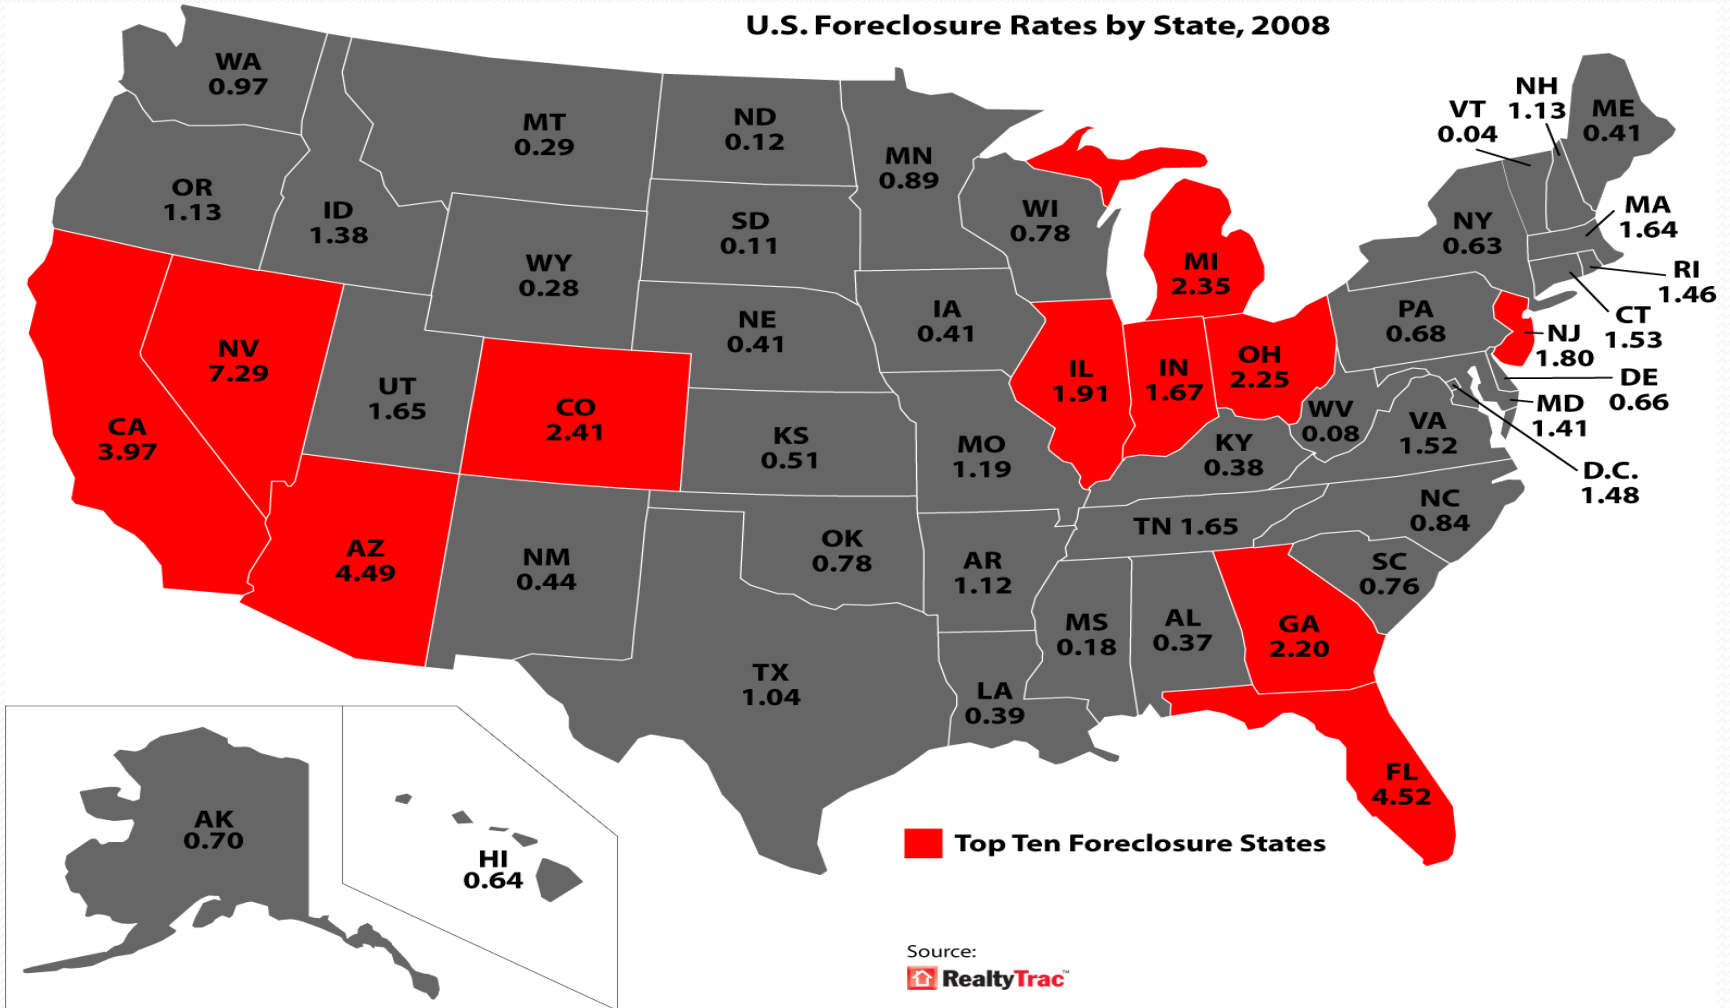 U.S. Foreclosure Rates by State, 2008
WA
0.97
OR
1.13
ID
1.38
MT
0.29
ND
0.12
MN
0.89
SD
0.11
WY
0.28
WI
0.78
MI
2.35
VT
0.04
NH
1.13
ME
0.41
NY
0.63
MA
1.64
RI
1.46
CT
1.53
NJ
1.80
PA
0.68
DE
0.66
MD
1.41
D.C.
1.48
CA
3.97
NV
7.29
UT
1.65
CO
2.41
NE
0.41
IA
0.41
IL
1.91
IN
1.67
OH
2.25
WV
0.08
VA
1.52
KY
0.38
KS
0.51
MO
1.19
AZ
4.49
NM
0.44
OK
0.78
AR
1.12
TN 1.65
NC
0.84
SC
0.76
TX
1.04
LA
0.39
MS
0.18
AL
0.37
GA
2.20
FL
4.52
AK
0.70
HI
0.64
Top Ten Foreclosure States
Source:
RealtyTrac™